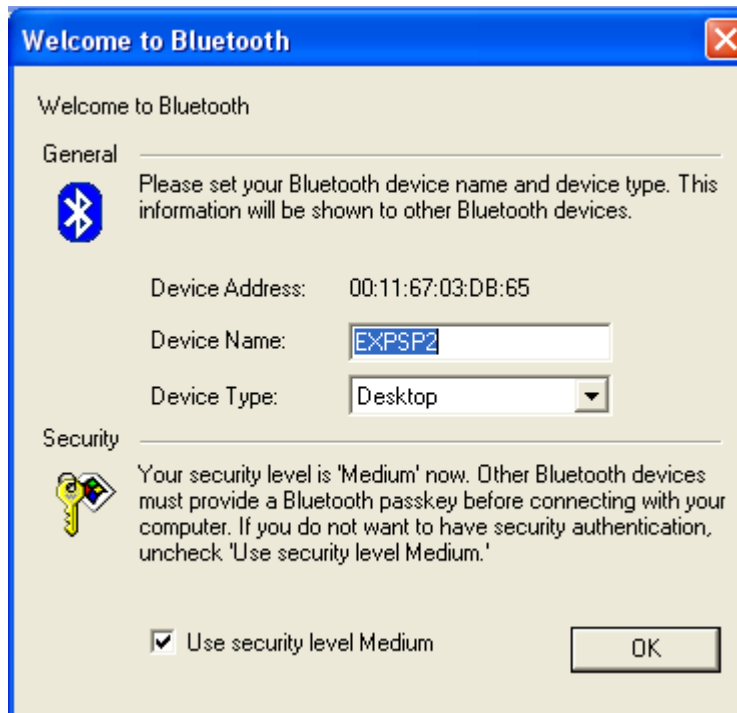 Welcome to Bluetooth
Welcome to Bluetooth
General
Please set your Bluetooth device name and device type. This
information will be shown to other Bluetooth devices.
Device Address: 00:11:67:03:DB:65
Device Name: EXPSP2
Device Type: Desktop
Security
Your security level is 'Medium' now. Other Bluetooth devices
must provide a Bluetooth passkey before connecting with your
computer. If you do not want to have security authentication,
uncheck 'Use security level Medium.'
Use security level Medium
OK